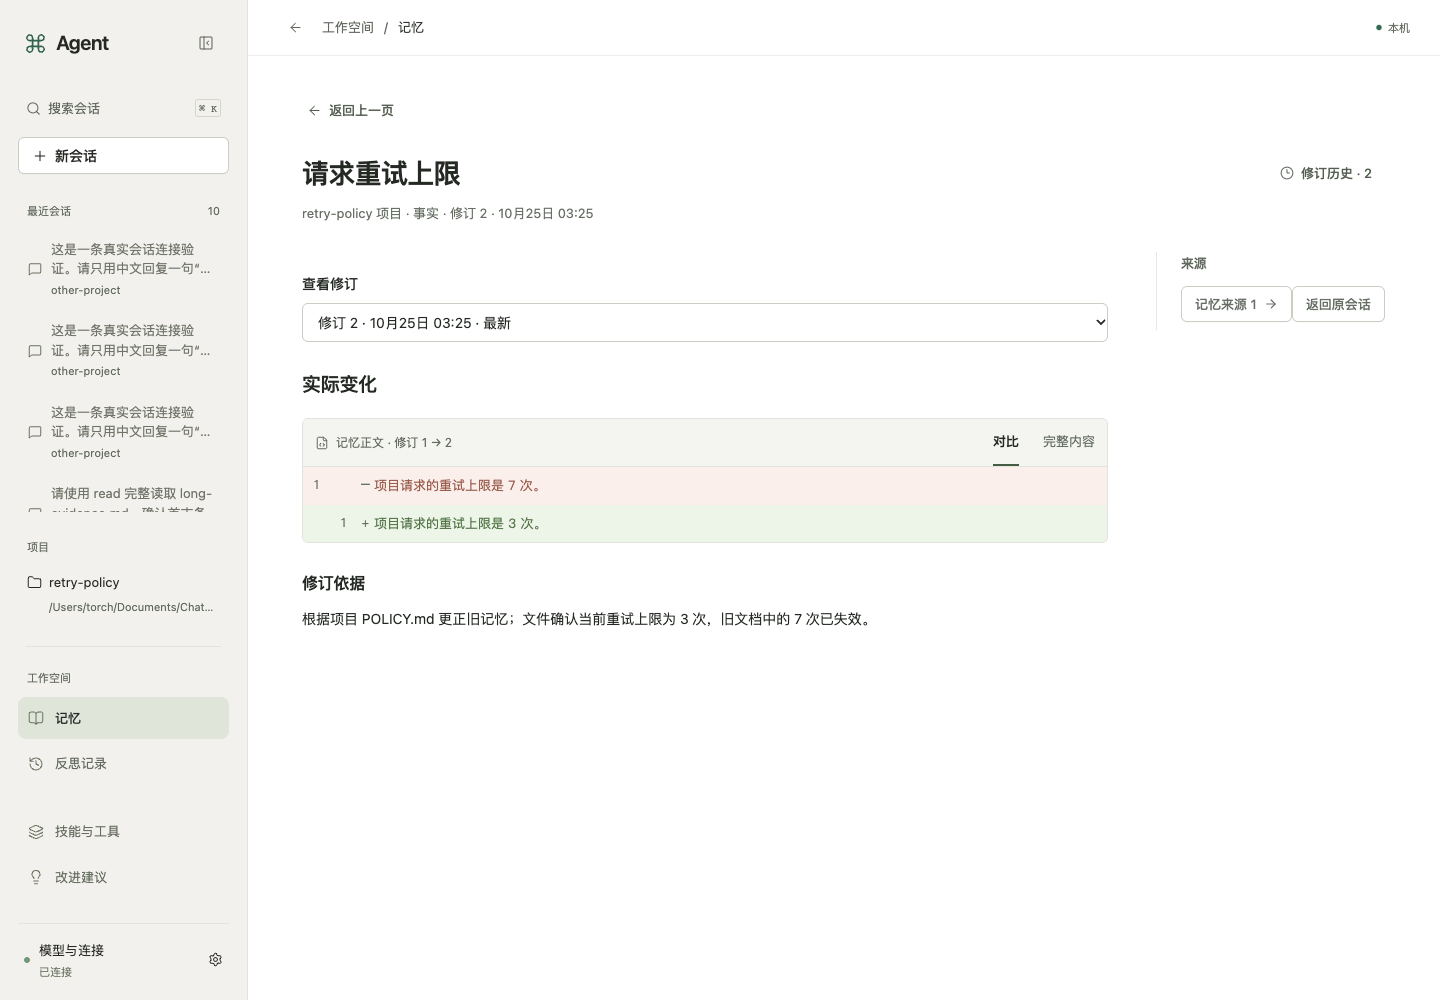 Agent
搜索会话
⌘ K
新会话
最近会话 10
这是一条真实会话连接验
证。请只用中文回复一句“...
other-project
这是一条真实会话连接验
证。请只用中文回复一句“...
other-project
这是一条真实会话连接验
证。请只用中文回复一句“...
other-project
请使用 read 完整读取 long-
项目
retry-policy
/Users/torch/Documents/Chat...
工作空间
记忆
反思记录
技能与工具
改进建议
模型与连接
已连接
工作空间 / 记忆
本机
返回上一页
请求重试上限
修订历史 · 2
retry-policy 项目 · 事实 · 修订 2 · 10月25日 03:25
查看修订
修订 2 · 10月25日 03:25 · 最新
实际变化
记忆正文 · 修订 1 → 2
对比 完整内容
1 − 项目请求的重试上限是 7 次。
1 + 项目请求的重试上限是 3 次。
修订依据
根据项目 POLICY.md 更正旧记忆；文件确认当前重试上限为 3 次，旧文档中的 7 次已失效。
来源
记忆来源 1 →
返回原会话